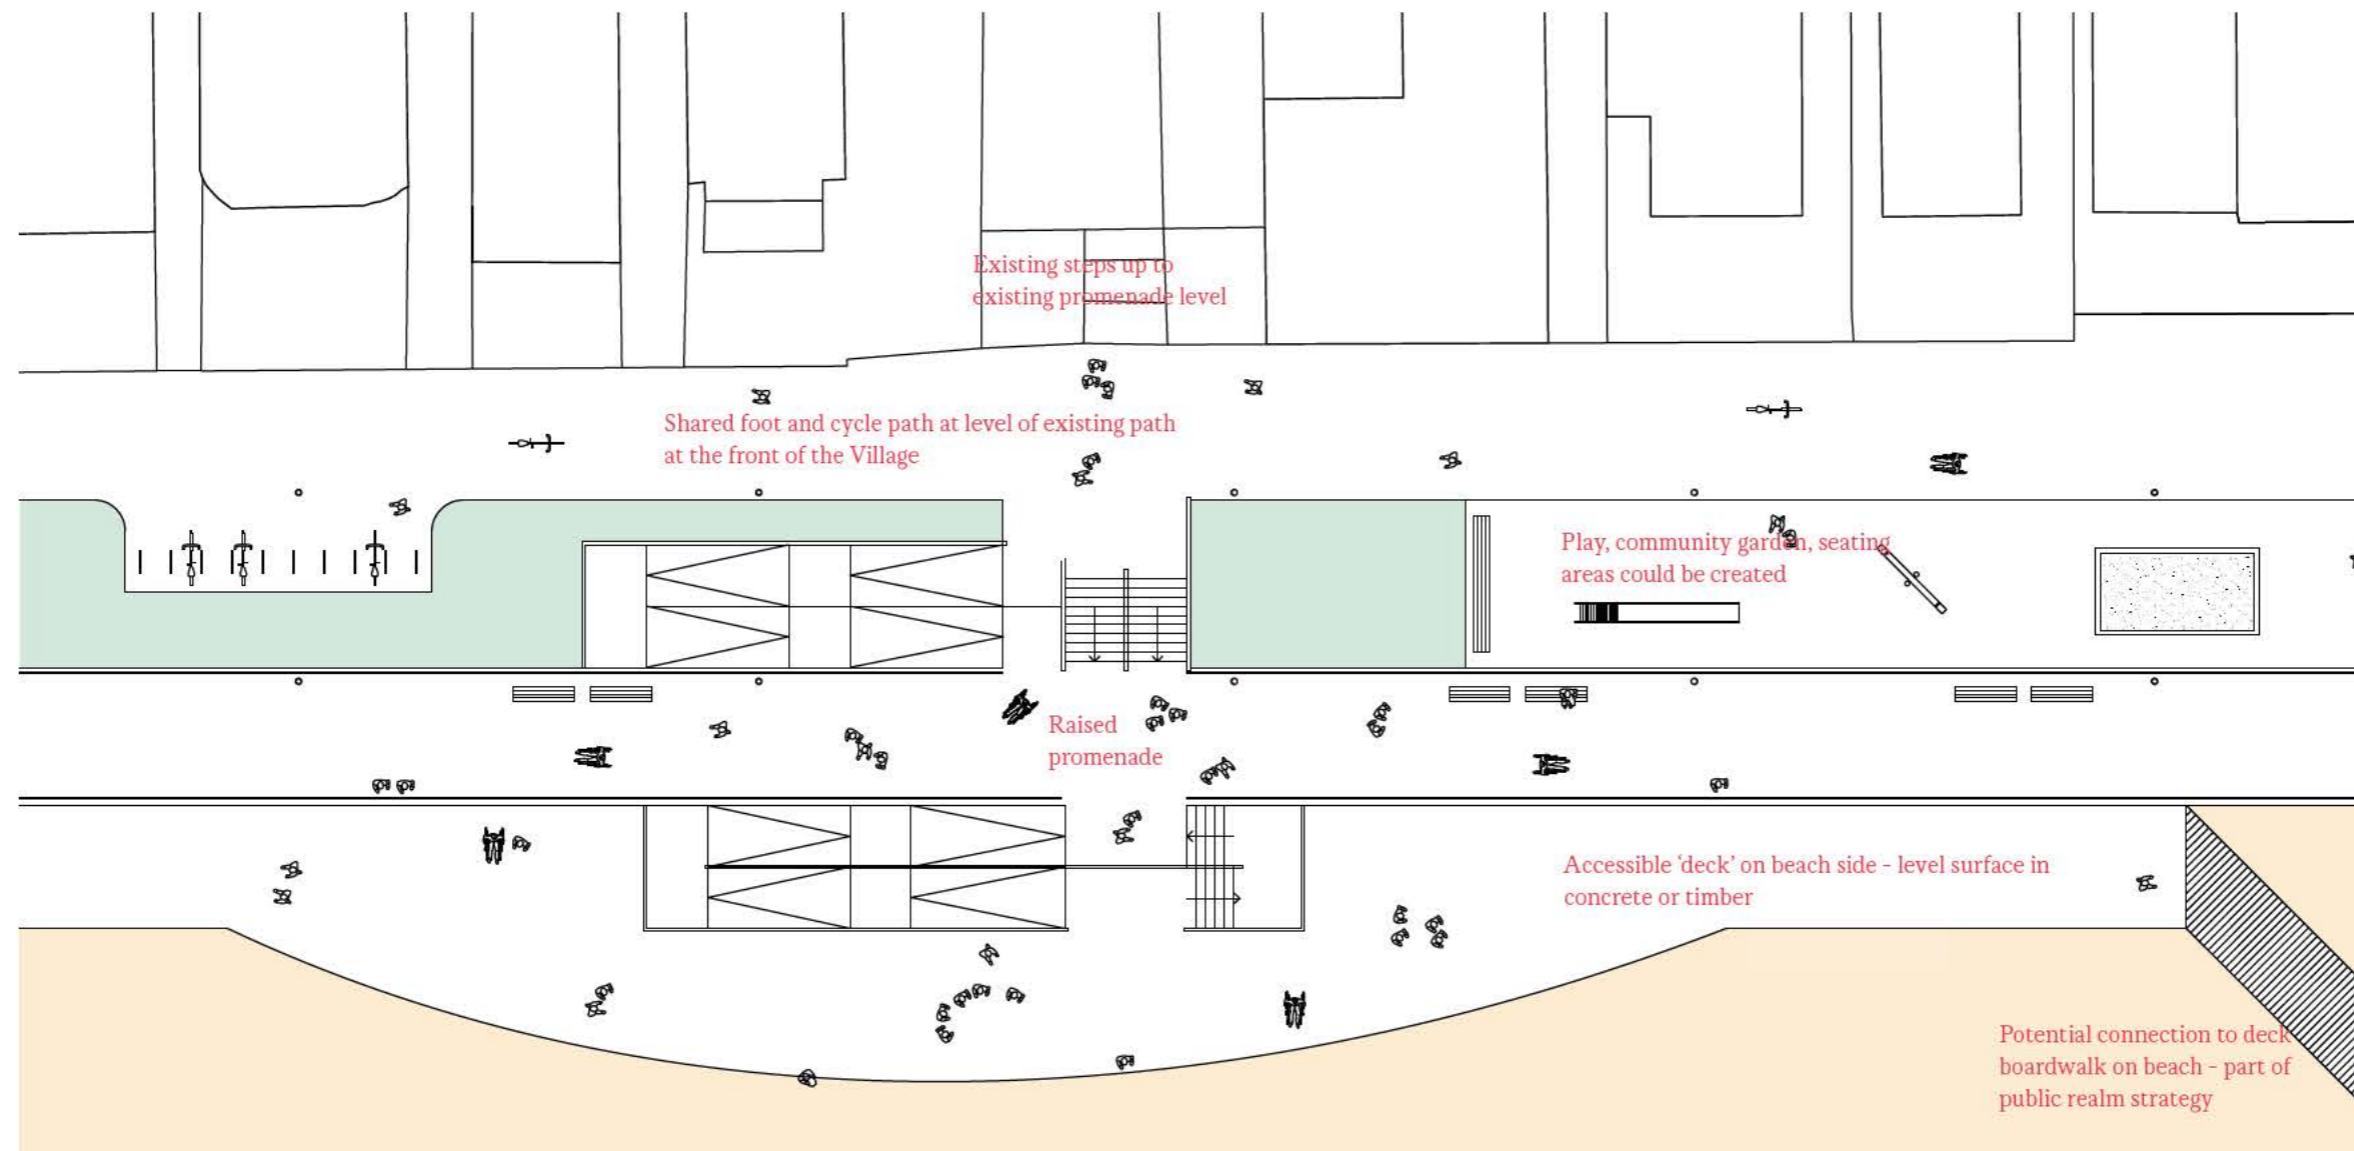 Existing steps up to
existing promenade level
Shared foot and cycle path at level of existing path
at the front of the Village
Play, community garden, seating
areas could be created
Raised
promenade
Accessible ‘deck’ on beach side - level surface in
concrete or timber
Potential connection to deck
boardwalk on beach - part of
public realm strategy